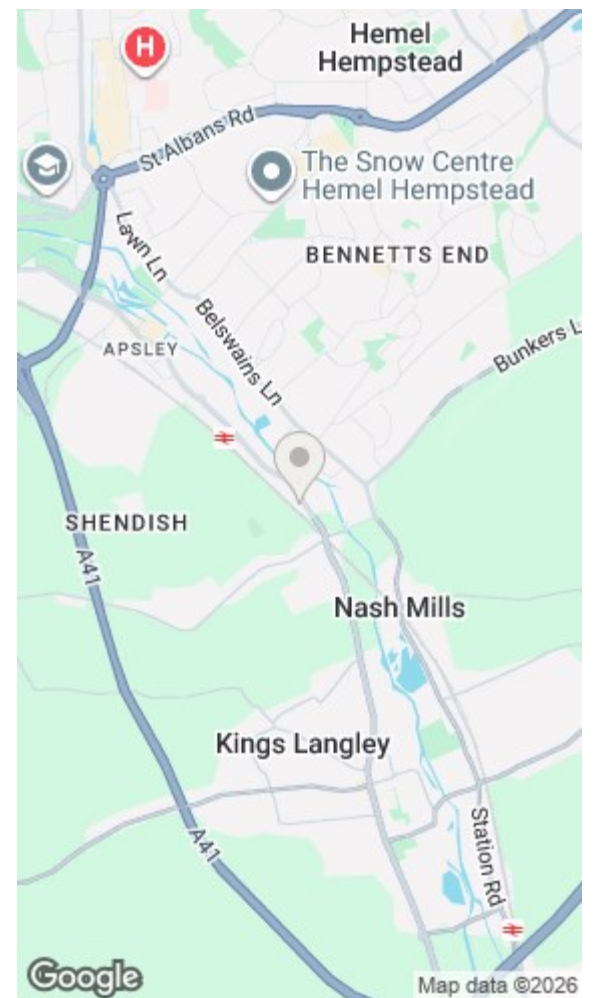 Hemel
Hempstead
H
St Albans Rd
The Snow Centre
Hemel Hempstead
Lawn Ln
BENNETTS END
Belswains Ln
Bunkers L
APSLEY
SHENDISH
A41
Nash Mills
Kings Langley
A41
Station Rd
Google
Map data ©2026